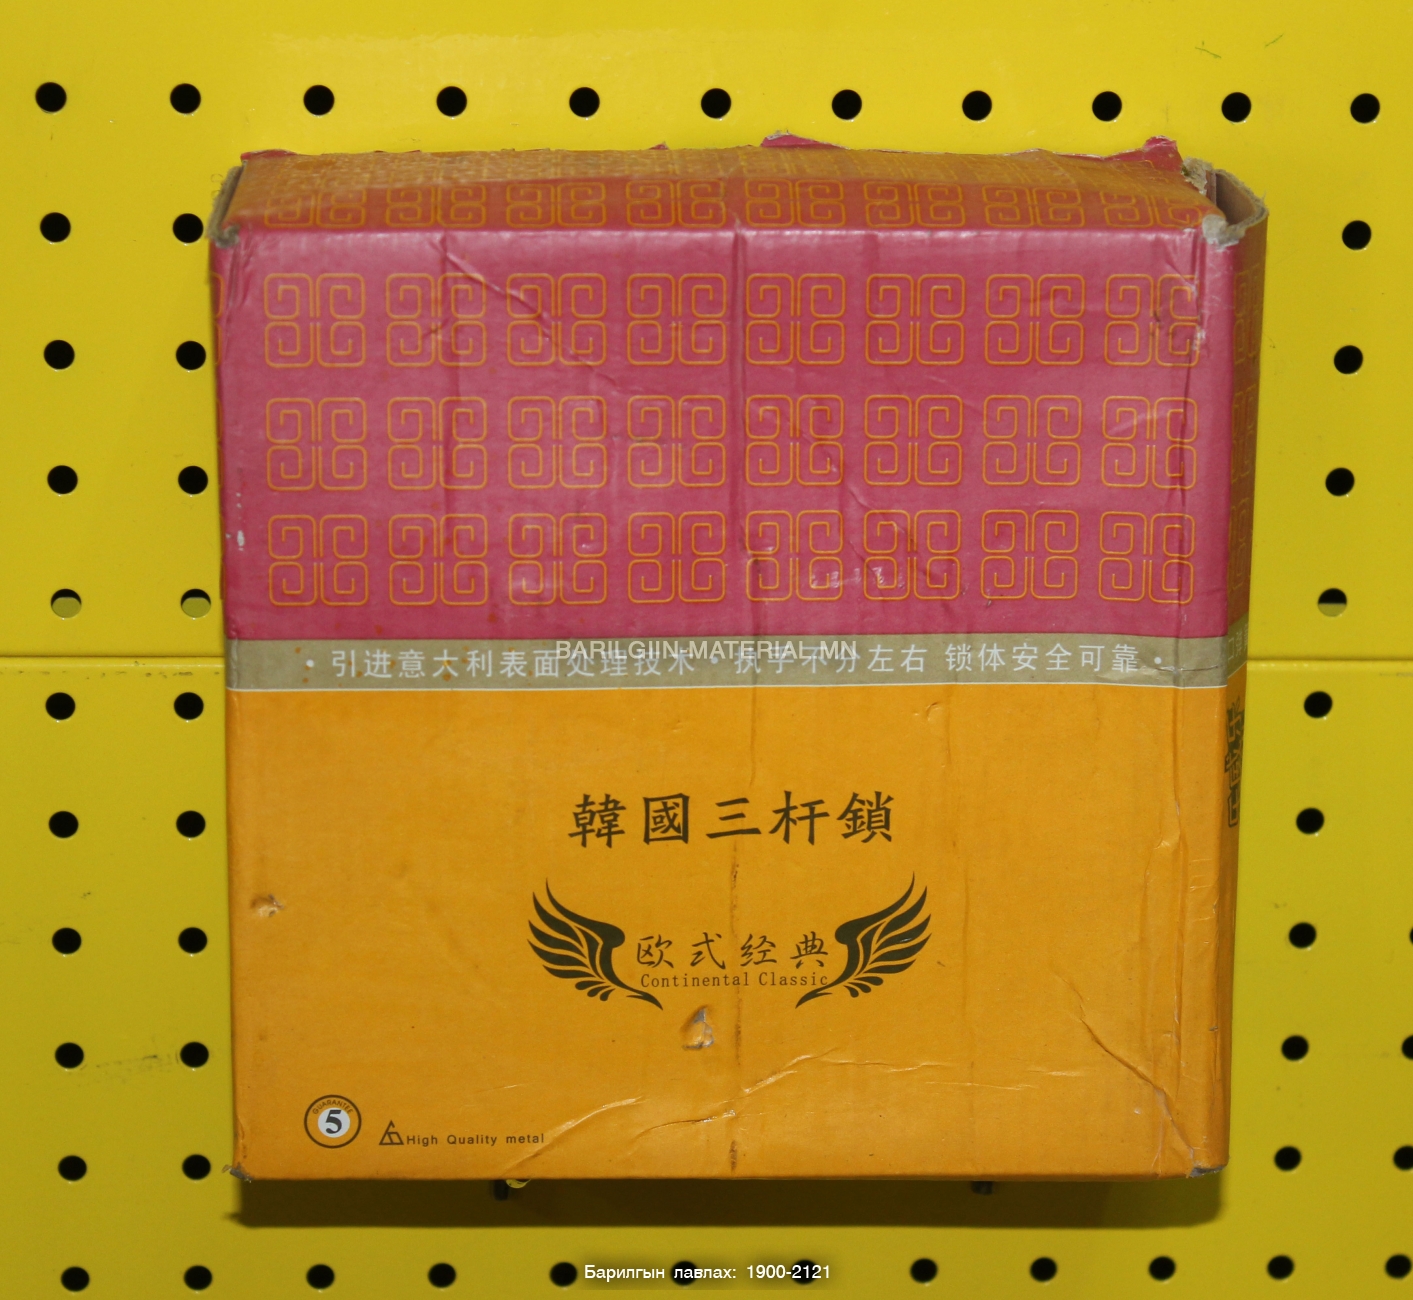 BARILGIIN-MATERIAL.MN
·引进意大利表面处理技术·执手不分左右 锁体安全可靠·
韓國三杆鎖
欧式经典
Continental Classic
GUARANTEE
5
High Quality metal
Барилгын лавлах: 1900-2121